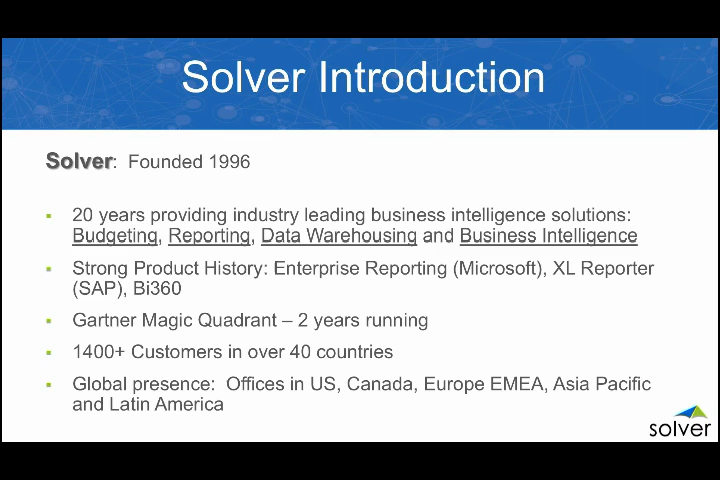 Solver Introduction
Solver: Founded 1996
20 years providing industry leading business intelligence solutions:
Budgeting, Reporting, Data Warehousing and Business Intelligence
Strong Product History: Enterprise Reporting (Microsoft), XL Reporter
(SAP), Bi360
Gartner Magic Quadrant – 2 years running
1400+ Customers in over 40 countries
Global presence: Offices in US, Canada, Europe EMEA, Asia Pacific
and Latin America
solver